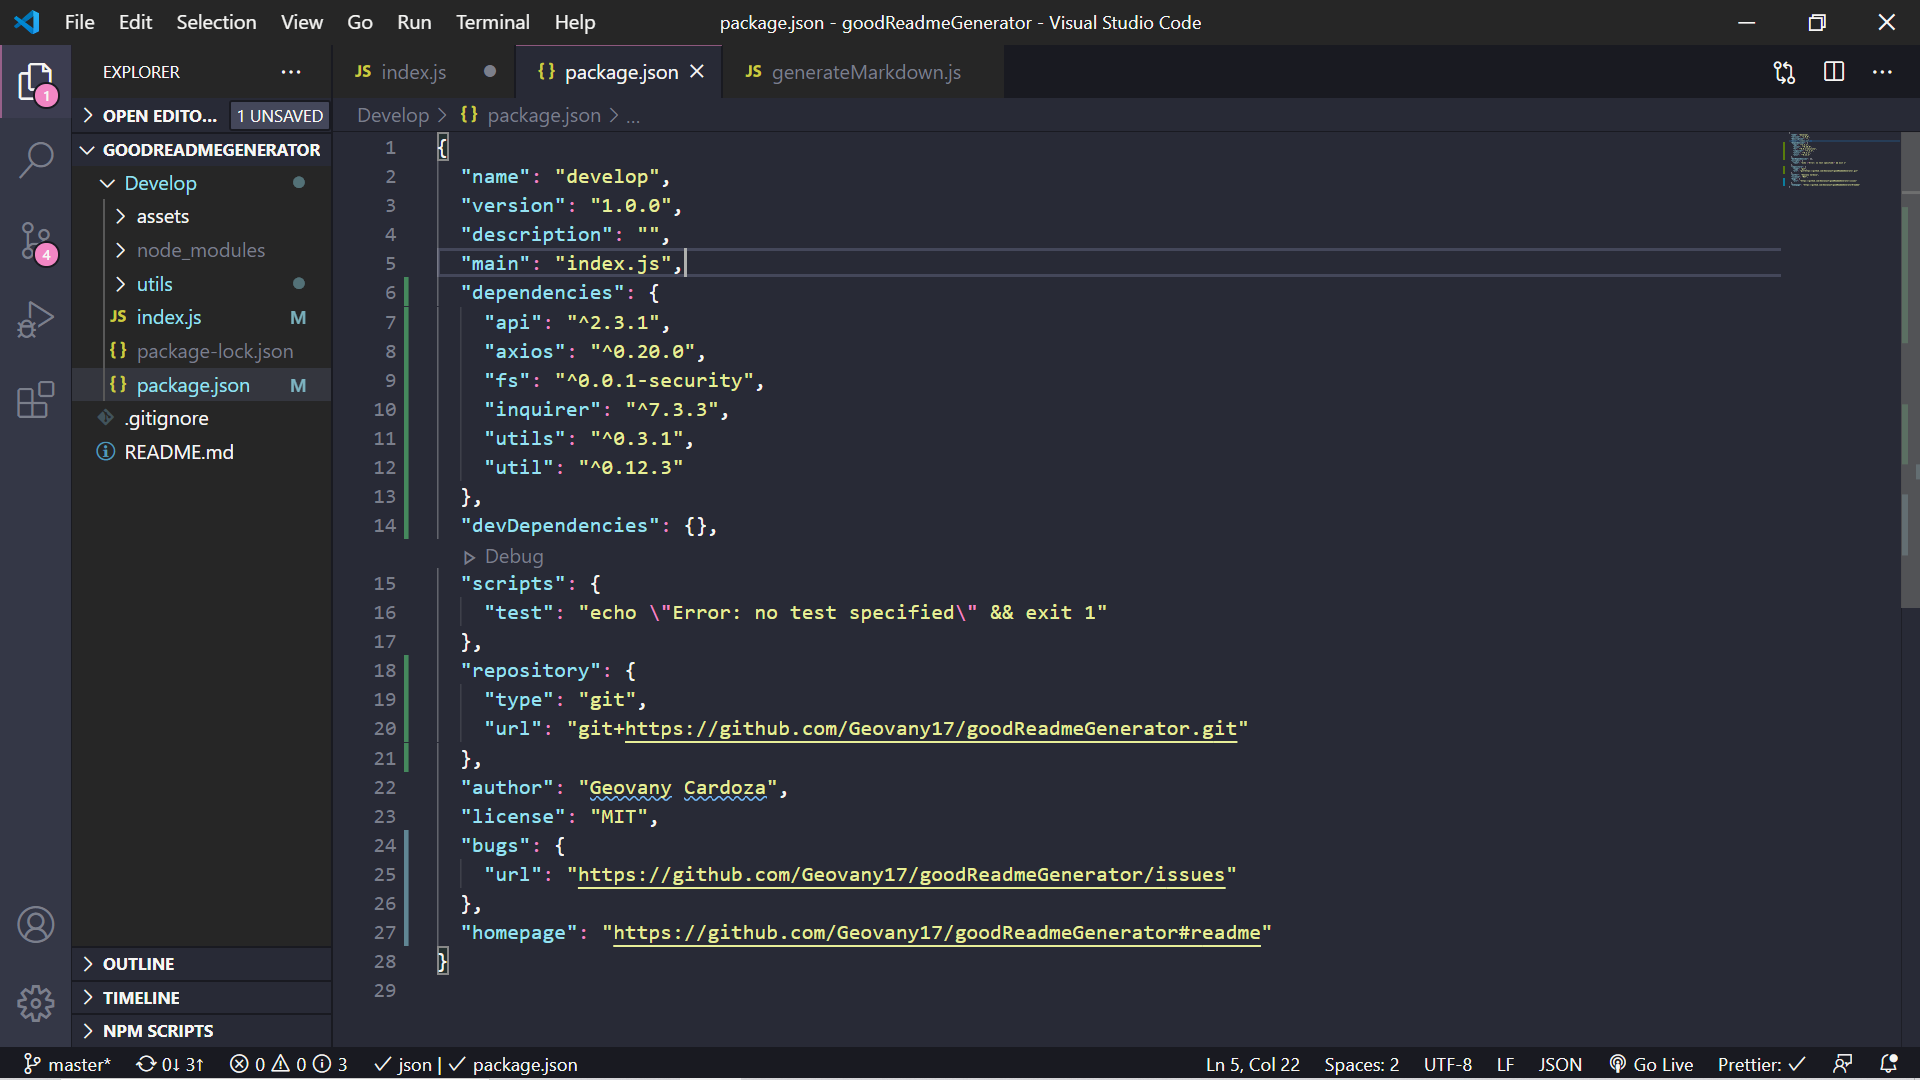 File Edit Selection View Go Run Terminal Help
package.json - goodReadmeGenerator - Visual Studio Code
EXPLORER
OPEN EDITO... 1 UNSAVED
GOODREADMEGENERATOR
Develop
assets
node_modules
utils
JS index.js M
{} package-lock.json
{} package.json M
.gitignore
README.md
OUTLINE
TIMELINE
NPM SCRIPTS
1
4
JS index.js
{} package.json
JS generateMarkdown.js
Develop > {} package.json > ...
1 {
2 "name": "develop",
3 "version": "1.0.0",
4 "description": "",
5 "main": "index.js",
6 "dependencies": {
7 "api": "^2.3.1",
8 "axios": "^0.20.0",
9 "fs": "^0.0.1-security",
10 "inquirer": "^7.3.3",
11 "utils": "^0.3.1",
12 "util": "^0.12.3"
13 },
14 "devDependencies": {},
Debug
15 "scripts": {
16 "test": "echo \"Error: no test specified\" && exit 1"
17 },
18 "repository": {
19 "type": "git",
20 "url": "git+https://github.com/Geovany17/goodReadmeGenerator.git"
21 },
22 "author": "Geovany Cardoza",
23 "license": "MIT",
24 "bugs": {
25 "url": "https://github.com/Geovany17/goodReadmeGenerator/issues"
26 },
27 "homepage": "https://github.com/Geovany17/goodReadmeGenerator#readme"
28 }
29
master* 0↓ 3↑ 0 0 3 ✓ json | ✓ package.json
Ln 5, Col 22 Spaces: 2 UTF-8 LF JSON Go Live Prettier: ✓